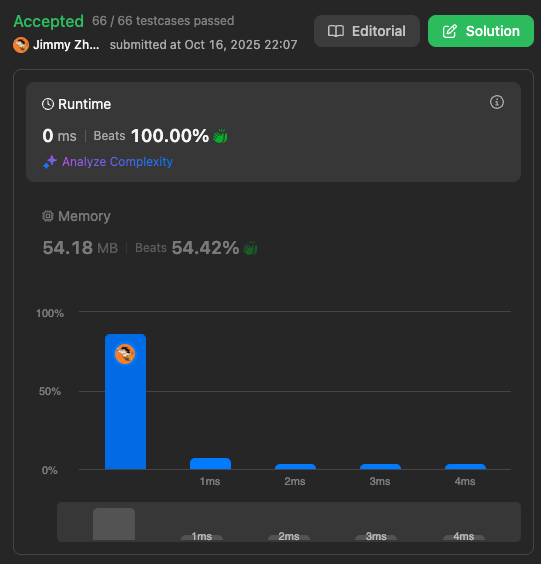 Accepted 66 / 66 testcases passed
Jimmy Zh... submitted at Oct 16, 2025 22:07
Editorial
Solution
Runtime
0 ms | Beats 100.00%
Analyze Complexity
Memory
54.18 MB | Beats 54.42%
100%
50%
0%
1ms 2ms 3ms 4ms
1ms 2ms 3ms 4ms